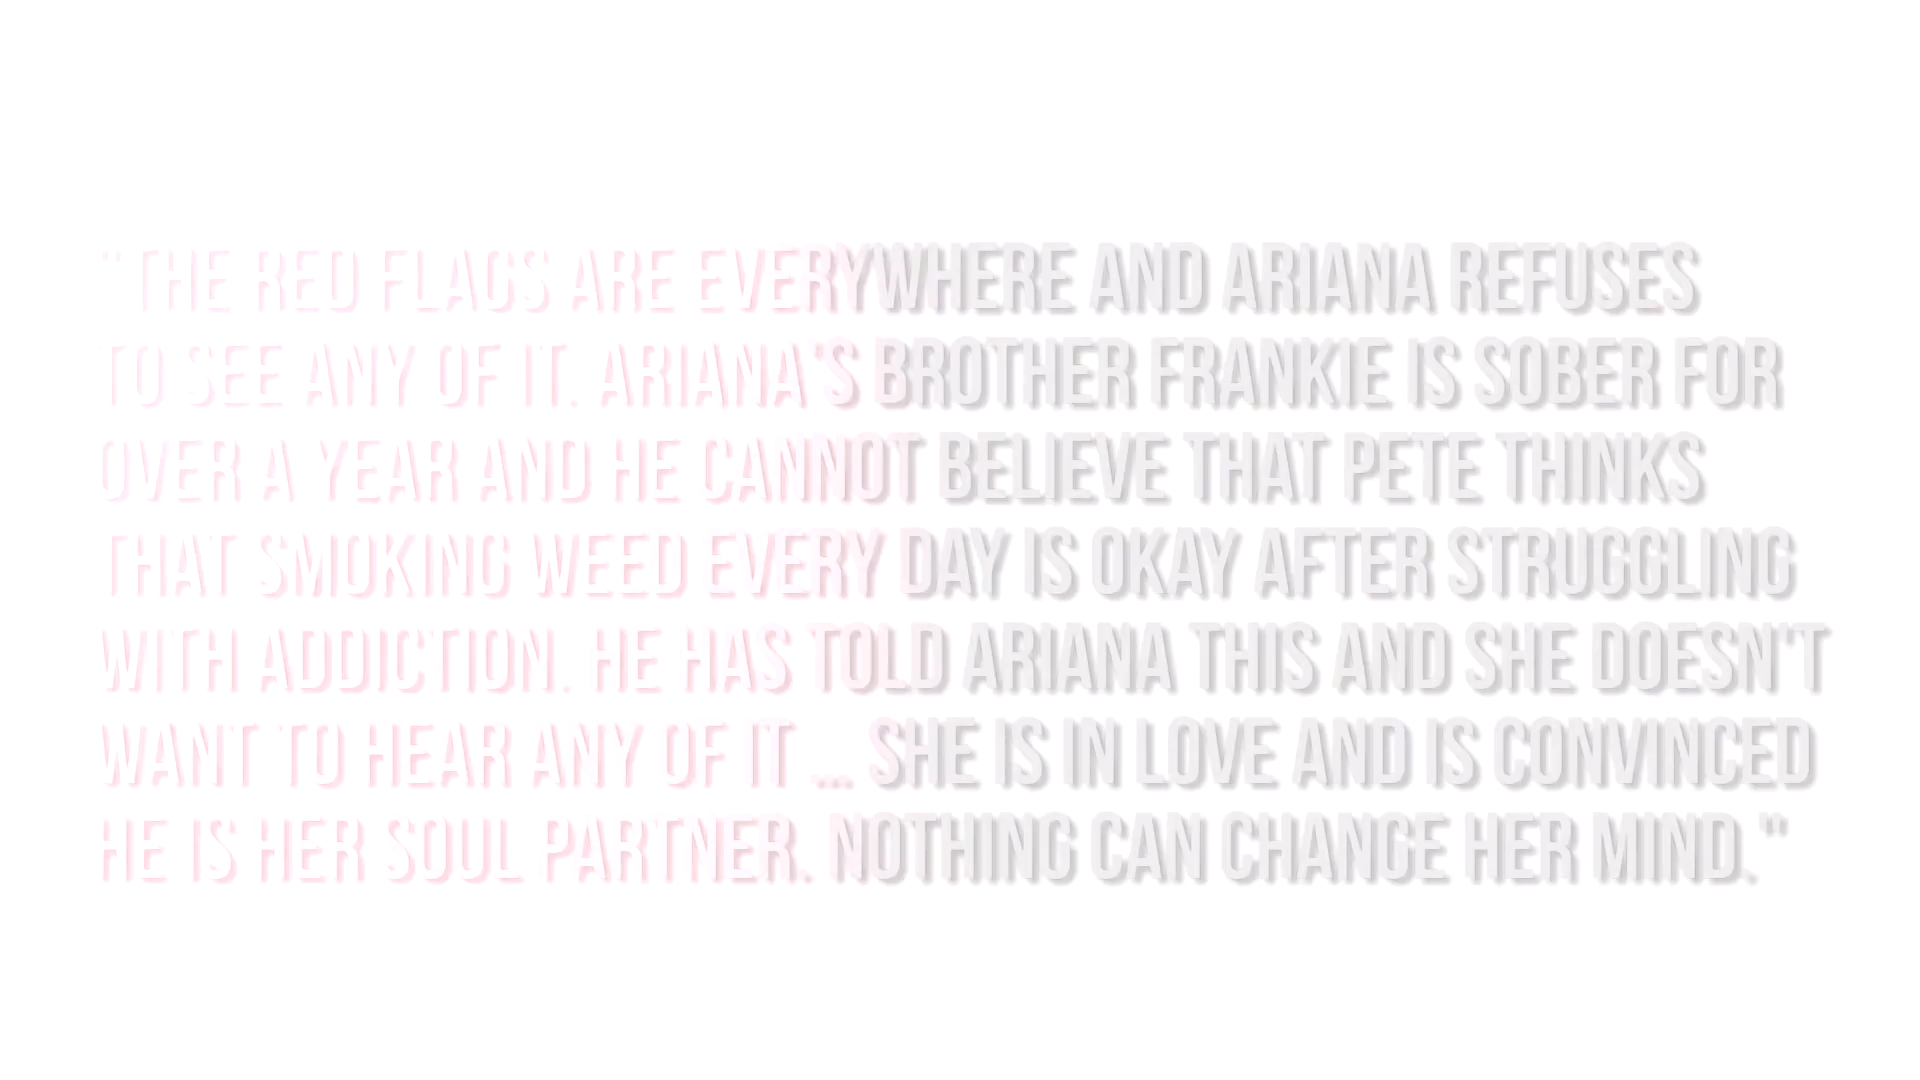 "THE RED FLAGS ARE EVERYWHERE AND ARIANA REFUSES
TO SEE ANY OF IT. ARIANA'S BROTHER FRANKIE IS SOBER FOR
OVER A YEAR AND HE CANNOT BELIEVE THAT PETE THINKS
THAT SMOKING WEED EVERY DAY IS OKAY AFTER STRUGGLING
WITH ADDICTION. HE HAS TOLD ARIANA THIS AND SHE DOESN'T
WANT TO HEAR ANY OF IT ... SHE IS IN LOVE AND IS CONVINCED
HE IS HER SOUL PARTNER. NOTHING CAN CHANGE HER MIND."